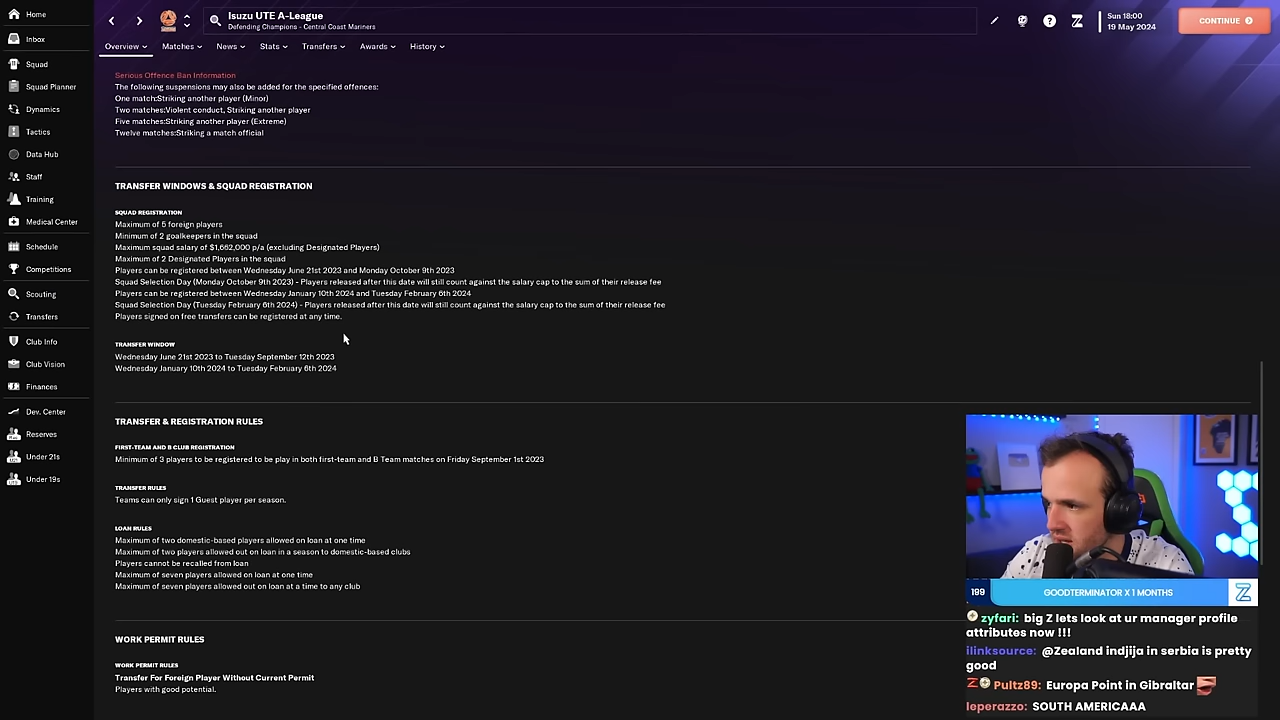 Home
Inbox
Squad
Squad Planner
Dynamics
Tactics
Data Hub
Staff
Training
Medical Center
Schedule
Competitions
Scouting
Transfers
Club Info
Club Vision
Finances
Dev. Center
Reserves
Under 21s
Under 19s
Isuzu UTE A-League
Defending Champions - Central Coast Mariners
Sun 18:00
19 May 2024
CONTINUE
Overview
Matches
News
Stats
Transfers
Awards
History
Serious Offence Ban Information
The following suspensions may also be added for the specified offences:
One match:Striking another player (Minor)
Two matches:Violent conduct, Striking another player
Five matches:Striking another player (Extreme)
Twelve matches:Striking a match official
TRANSFER WINDOWS & SQUAD REGISTRATION
SQUAD REGISTRATION
Maximum of 5 foreign players
Minimum of 2 goalkeepers in the squad
Maximum squad salary of $1,662,000 p/a (excluding Designated Players)
Maximum of 2 Designated Players in the squad
Players can be registered between Wednesday June 21st 2023 and Monday October 9th 2023
Squad Selection Day (Monday October 9th 2023) - Players released after this date will still count against the salary cap to the sum of their release fee
Players can be registered between Wednesday January 10th 2024 and Tuesday February 6th 2024
Squad Selection Day (Tuesday February 6th 2024) - Players released after this date will still count against the salary cap to the sum of their release fee
Players signed on free transfers can be registered at any time.
TRANSFER WINDOW
Wednesday June 21st 2023 to Tuesday September 12th 2023
Wednesday January 10th 2024 to Tuesday February 6th 2024
TRANSFER & REGISTRATION RULES
FIRST-TEAM AND B CLUB REGISTRATION
Minimum of 3 players to be registered to be play in both first-team and B Team matches on Friday September 1st 2023
TRANSFER RULES
Teams can only sign 1 Guest player per season.
LOAN RULES
Maximum of two domestic-based players allowed on loan at one time
Maximum of two players allowed out on loan in a season to domestic-based clubs
Players cannot be recalled from loan
Maximum of seven players allowed on loan at one time
Maximum of seven players allowed out on loan at a time to any club
WORK PERMIT RULES
WORK PERMIT RULES
Transfer For Foreign Player Without Current Permit
Players with good potential.
199
GOODTERMINATOR X 1 MONTHS
Z
zyfari: big Z lets look at ur manager profile
attributes now !!!
ilinksource: @Zealand indjija in serbia is pretty
good
Pultz89: Europa Point in Gibraltar
leperazzo: SOUTH AMERICAAA